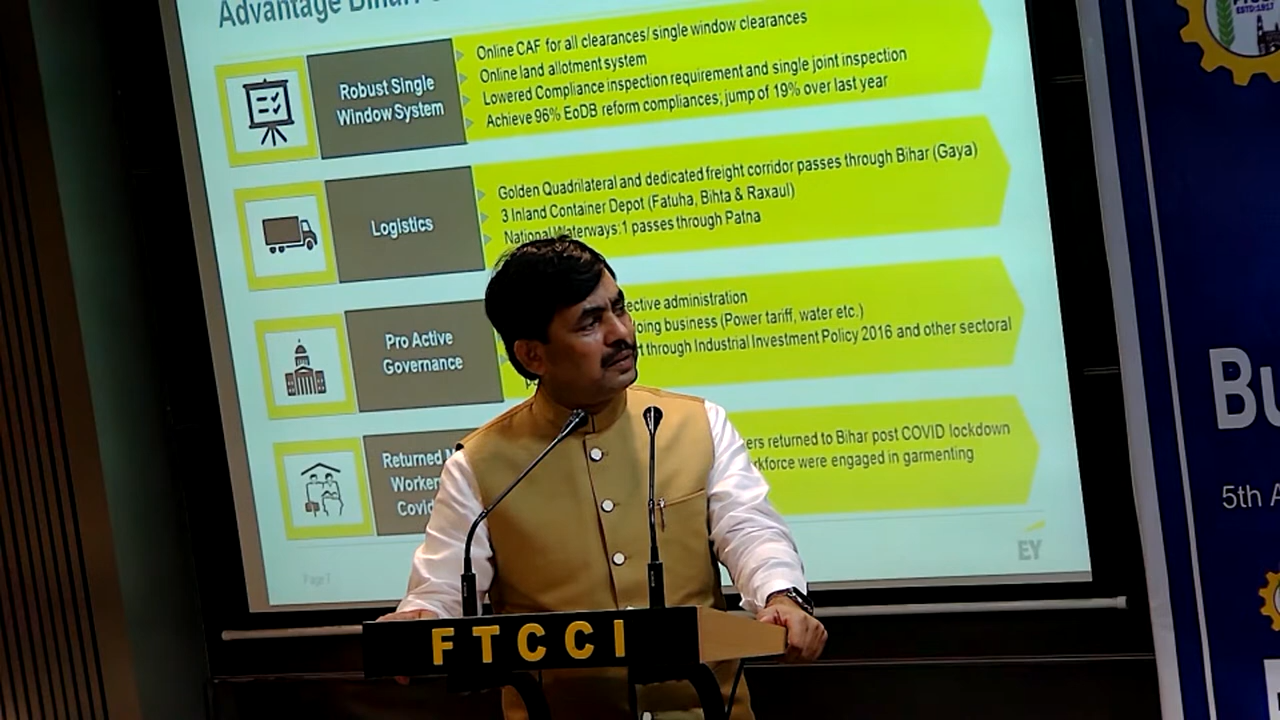 Advantage Bihar:
Robust Single
Window System
Online CAF for all clearances/ single window clearances
Online land allotment system
Lowered Compliance inspection requirement and single joint inspection
Achieve 96% EoDB reform compliances; jump of 19% over last year
Logistics
Golden Quadrilateral and dedicated freight corridor passes through Bihar (Gaya)
3 Inland Container Depot (Fatuha, Bihta & Raxaul)
National Waterways:1 passes through Patna
Pro Active
Governance
ective administration
oing business (Power tariff, water etc.)
t through Industrial Investment Policy 2016 and other sectoral
Returned M
Worker
Covid
ers returned to Bihar post COVID lockdown
rkforce were engaged in garmenting
Page 7
EY
FTCCI
ESTD:1917
Bu
5th A